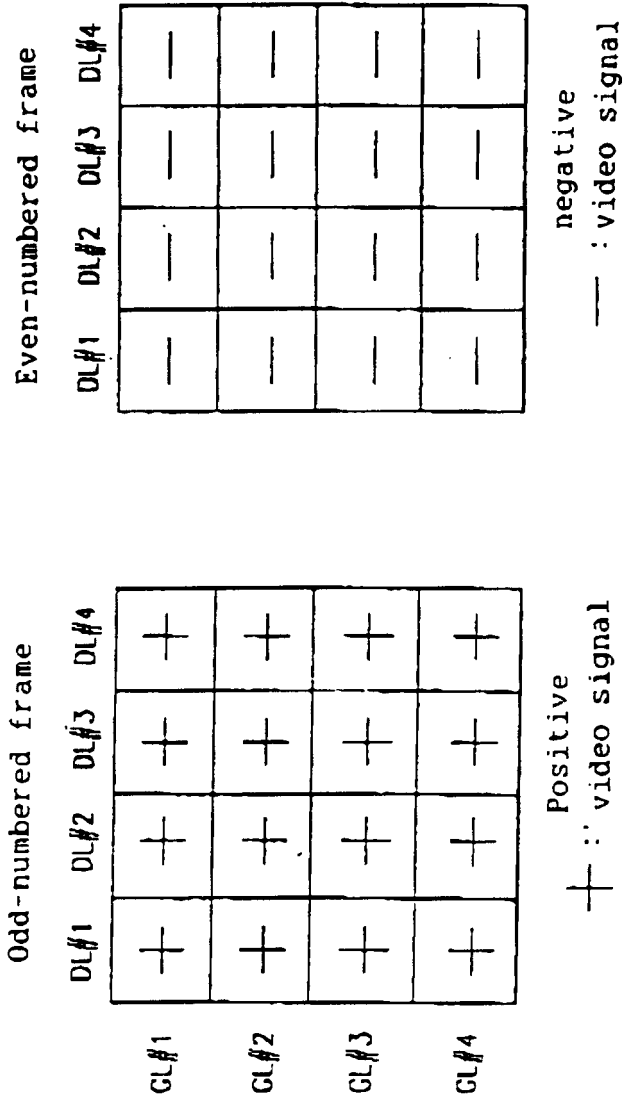 Odd-numbered frame
DL#1 DL#2 DL#3 DL#4
GL#1 + + + +
GL#2 + + + +
GL#3 + + + +
GL#4 + + + +
Positive
+ : video signal
Even-numbered frame
DL#1 DL#2 DL#3 DL#4
— — — —
— — — —
— — — —
— — — —
negative
— : video signal